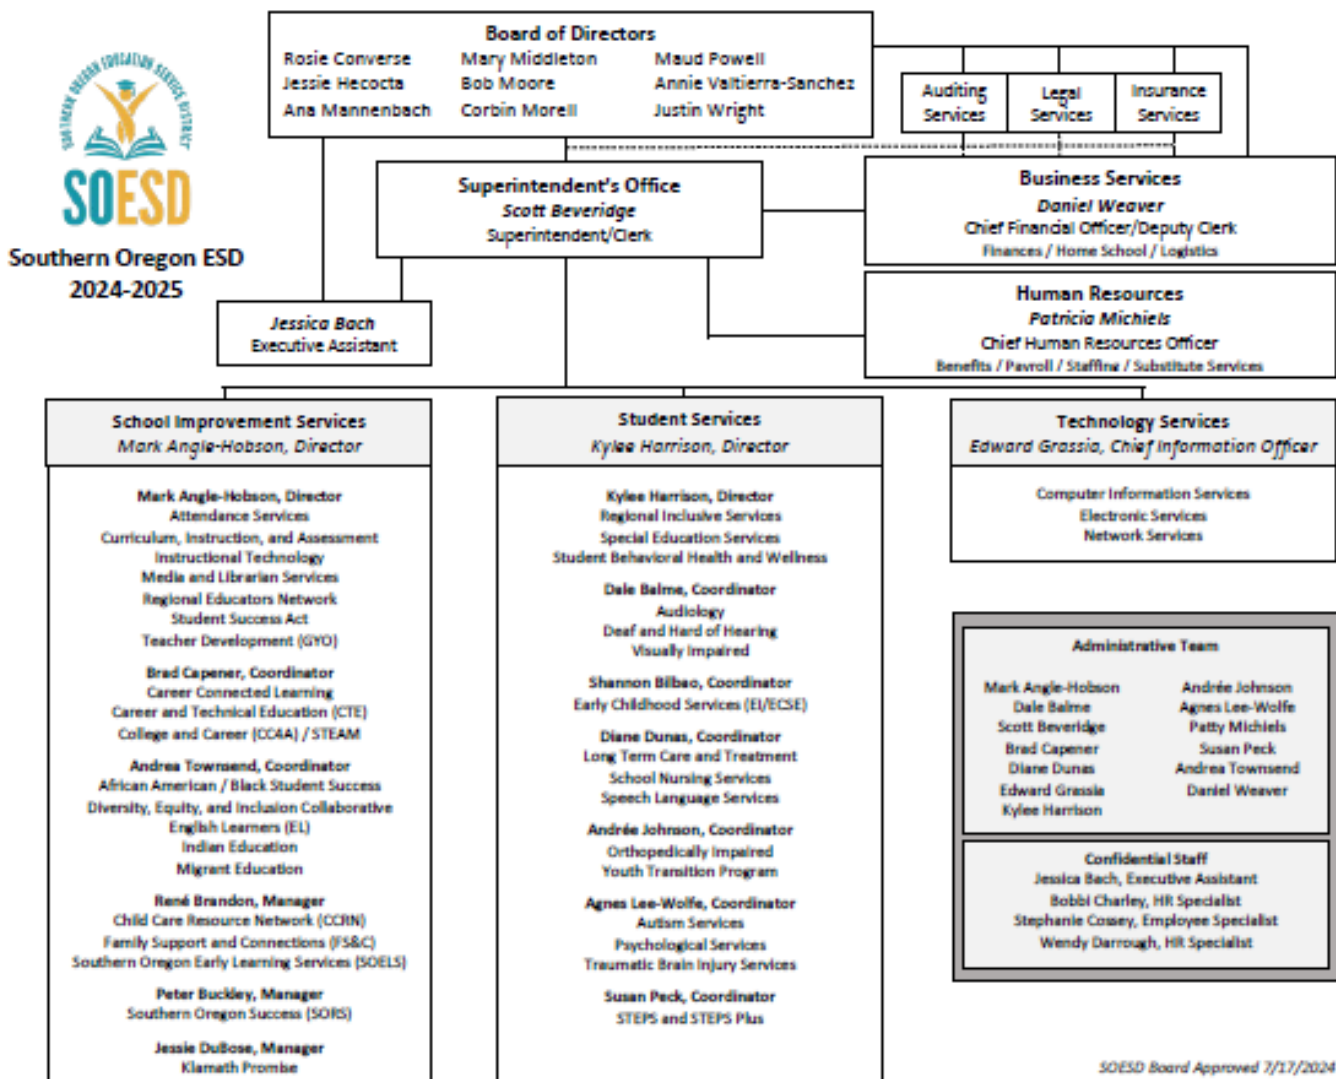 SOUTHERN OREGON EDUCATION SERVICE DISTRICT
SOESD
Southern Oregon ESD
2024-2025
Board of Directors
Rosie Converse Mary Middleton Maud Powell
Jessie Hecocta Bob Moore Annie Valtierra-Sanchez
Ana Mannenbach Corbin Morell Justin Wright
Auditing Services
Legal Services
Insurance Services
Superintendent's Office
Scott Beveridge
Superintendent/Clerk
Business Services
Daniel Weaver
Chief Financial Officer/Deputy Clerk
Finances / Home School / Logistics
Human Resources
Patricia Michiels
Chief Human Resources Officer
Benefits / Payroll / Staffing / Substitute Services
Jessica Bach
Executive Assistant
School Improvement Services
Mark Angle-Hobson, Director
Mark Angle-Hobson, Director
Attendance Services
Curriculum, Instruction, and Assessment
Instructional Technology
Media and Librarian Services
Regional Educators Network
Student Success Act
Teacher Development (GYO)
Brad Capener, Coordinator
Career Connected Learning
Career and Technical Education (CTE)
College and Career (CC4A) / STEAM
Andrea Townsend, Coordinator
African American / Black Student Success
Diversity, Equity, and Inclusion Collaborative
English Learners (EL)
Indian Education
Migrant Education
René Brandon, Manager
Child Care Resource Network (CCRN)
Family Support and Connections (FS&C)
Southern Oregon Early Learning Services (SOELS)
Peter Buckley, Manager
Southern Oregon Success (SORS)
Jessie DuBose, Manager
Klamath Promise
Student Services
Kylee Harrison, Director
Kylee Harrison, Director
Regional Inclusive Services
Special Education Services
Student Behavioral Health and Wellness
Dale Balme, Coordinator
Audiology
Deaf and Hard of Hearing
Visually Impaired
Shannon Bilbao, Coordinator
Early Childhood Services (EI/ECSE)
Diane Dunas, Coordinator
Long Term Care and Treatment
School Nursing Services
Speech Language Services
Andrée Johnson, Coordinator
Orthopedically Impaired
Youth Transition Program
Agnes Lee-Wolfe, Coordinator
Autism Services
Psychological Services
Traumatic Brain Injury Services
Susan Peck, Coordinator
STEPS and STEPS Plus
Technology Services
Edward Grassia, Chief Information Officer
Computer Information Services
Electronic Services
Network Services
Administrative Team
Mark Angle-Hobson Andrée Johnson
Dale Balme Agnes Lee-Wolfe
Scott Beveridge Patty Michiels
Brad Capener Susan Peck
Diane Dunas Andrea Townsend
Edward Grassia Daniel Weaver
Kylee Harrison
Confidential Staff
Jessica Bach, Executive Assistant
Bobbi Charley, HR Specialist
Stephanie Cossey, Employee Specialist
Wendy Darrough, HR Specialist
SOESD Board Approved 7/17/2024